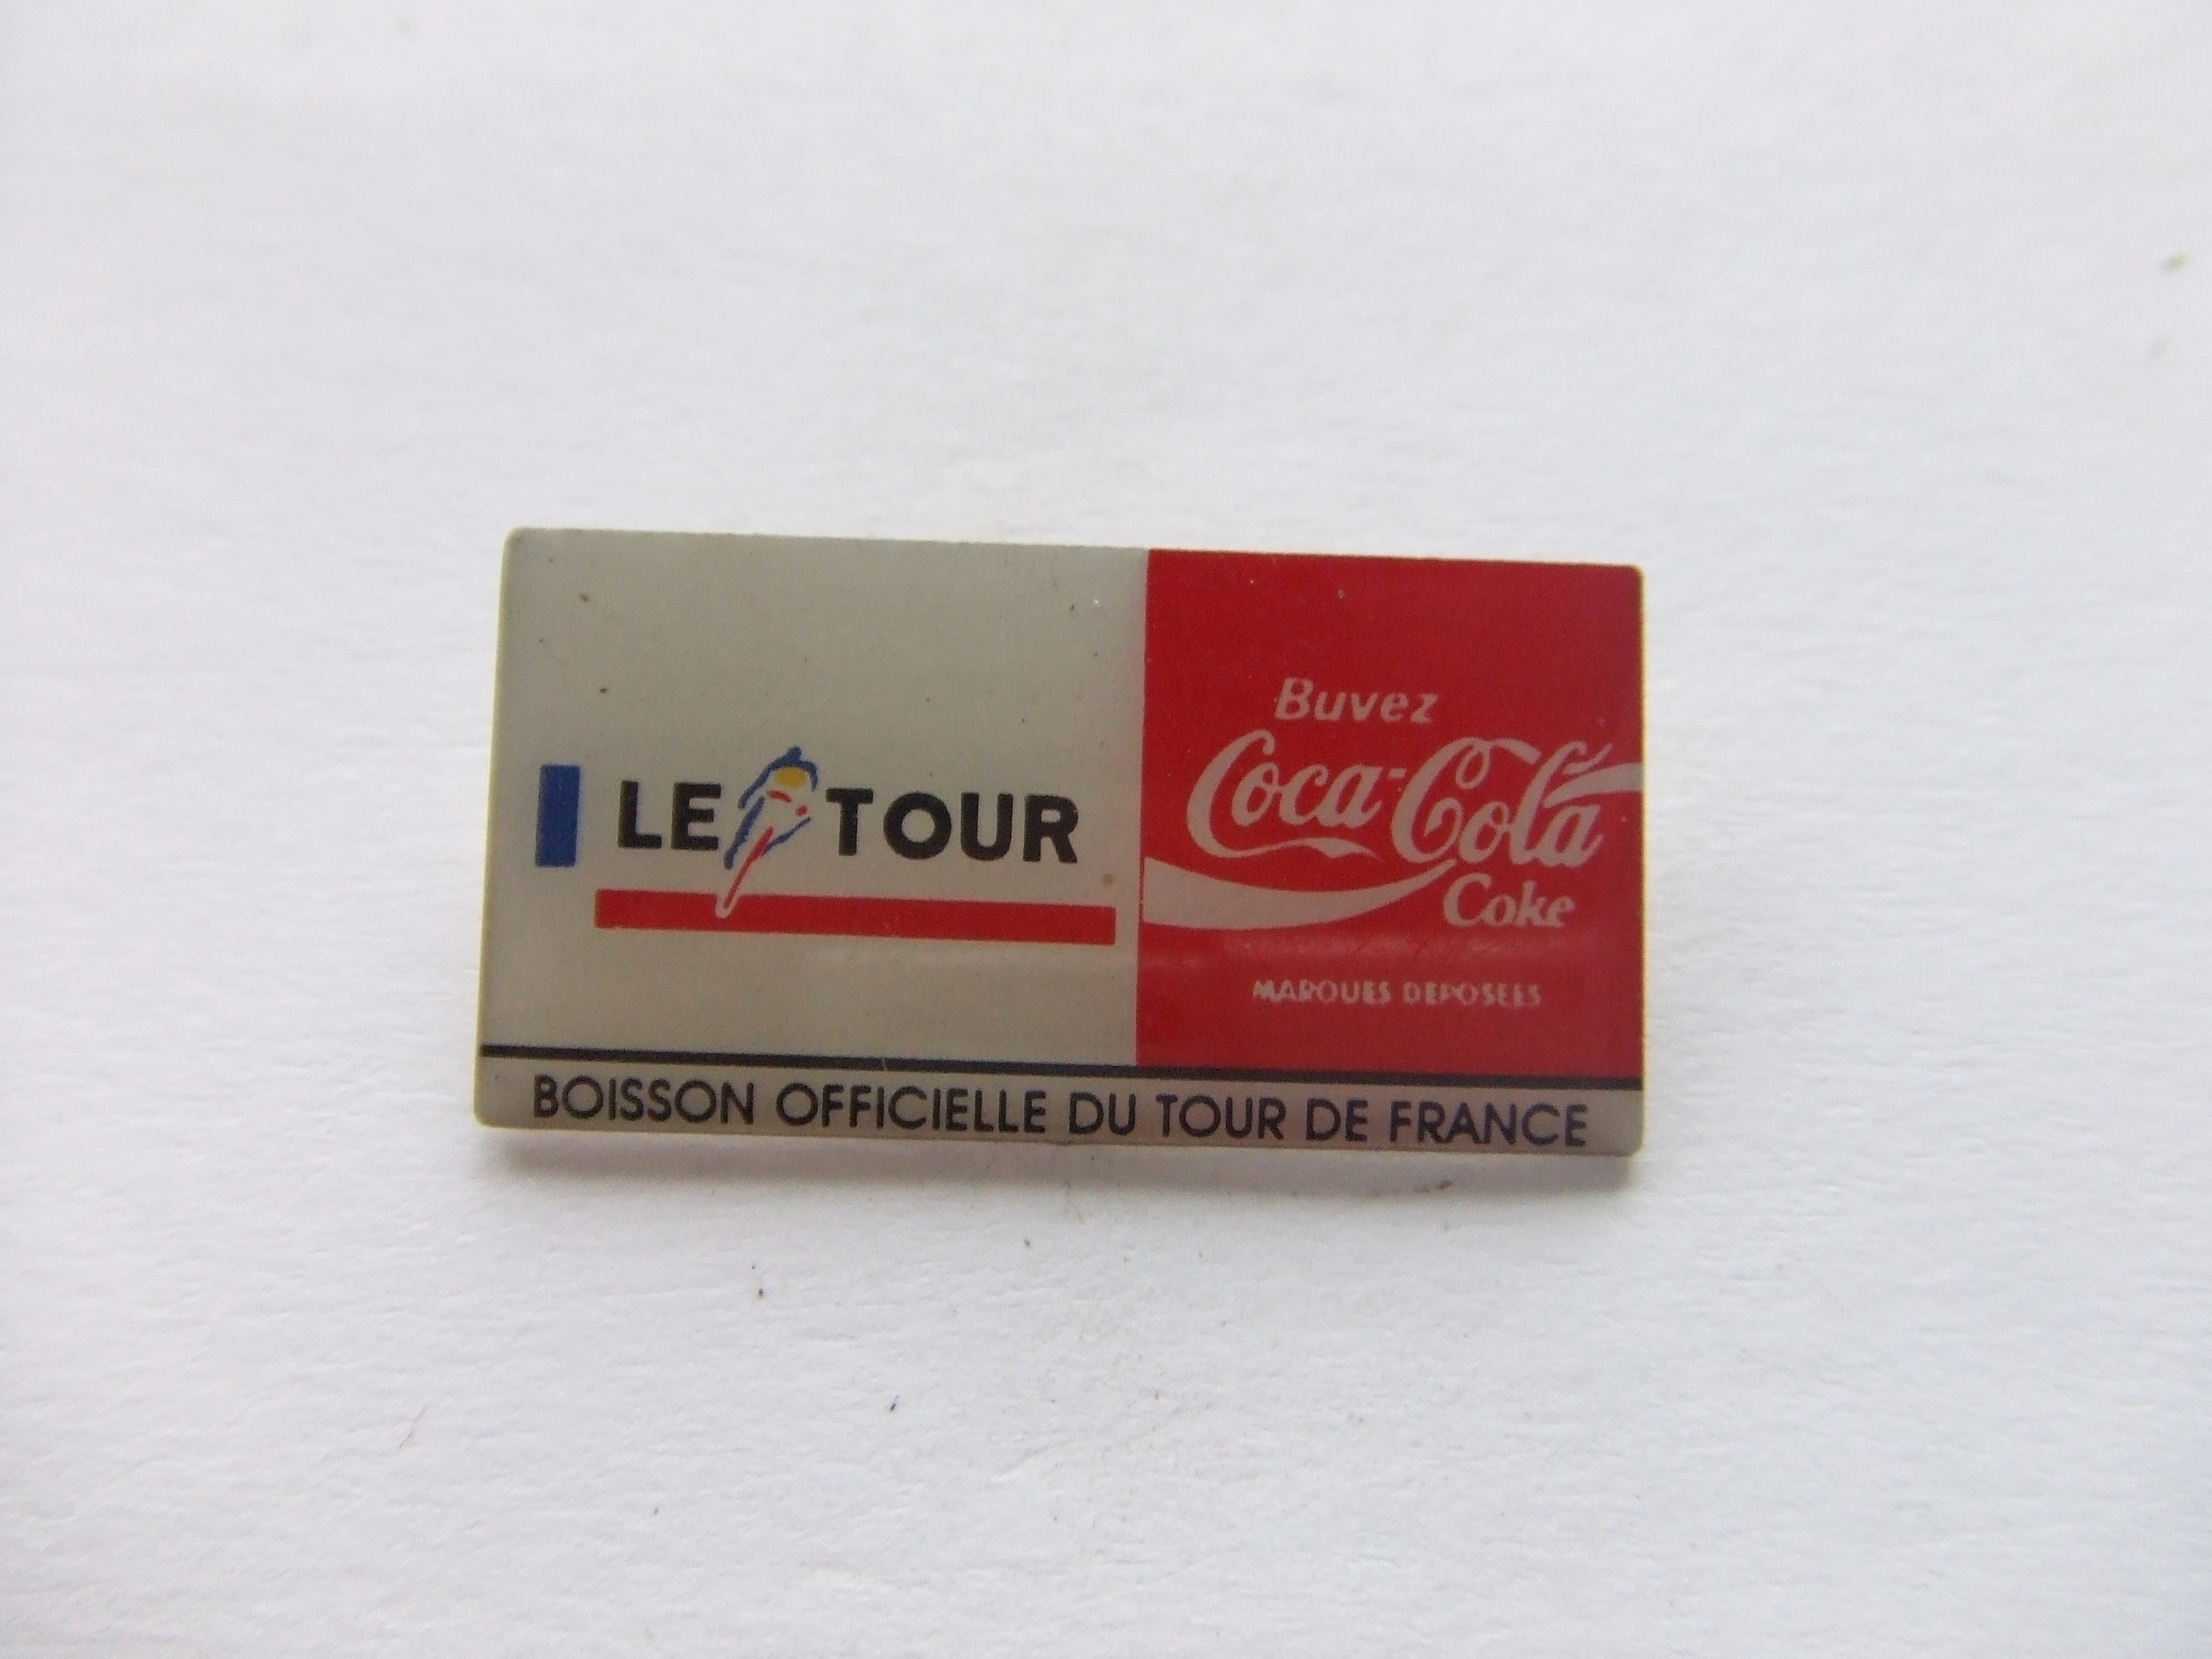 LE TOUR
Buvez
Coca-Cola
Coke
MARQUES DEPOSEES
BOISSON OFFICIELLE DU TOUR DE FRANCE